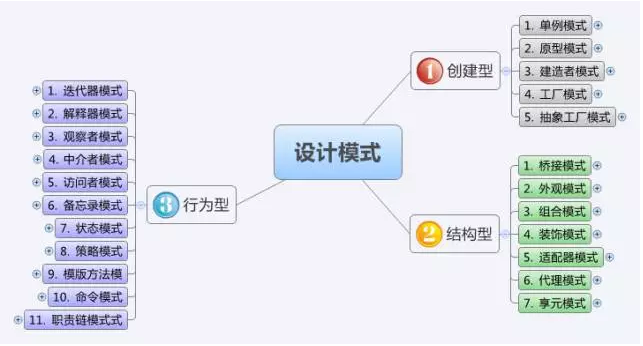 设计模式
1 创建型
1. 单例模式
2. 原型模式
3. 建造者模式
4. 工厂模式
5. 抽象工厂模式
2 结构型
1. 桥接模式
2. 外观模式
3. 组合模式
4. 装饰模式
5. 适配器模式
6. 代理模式
7. 享元模式
3 行为型
1. 迭代器模式
2. 解释器模式
3. 观察者模式
4. 中介者模式
5. 访问者模式
6. 备忘录模式
7. 状态模式
8. 策略模式
9. 模版方法模
10. 命令模式
11. 职责链模式式